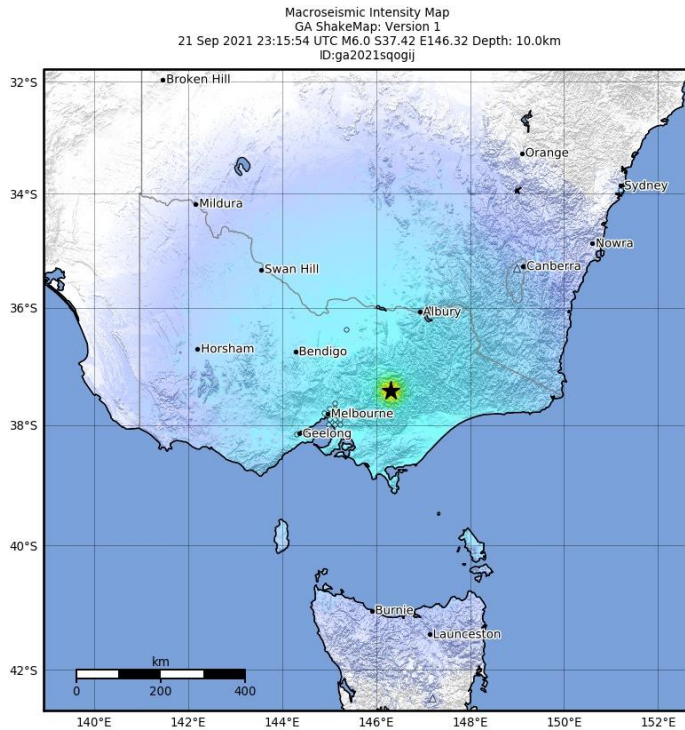 Macroseismic Intensity Map
GA ShakeMap: Version 1
21 Sep 2021 23:15:54 UTC M6.0 S37.42 E146.32 Depth: 10.0km
ID:ga2021sqogij
32°S
Broken Hill
Orange
34°S
Mildura
Sydney
Nowra
Swan Hill
Canberra
36°S
Albury
Horsham
Bendigo
Melbourne
38°S
Geelong
40°S
Burnie
Launceston
km
42°S
0 200 400
140°E 142°E 144°E 146°E 148°E 150°E 152°E